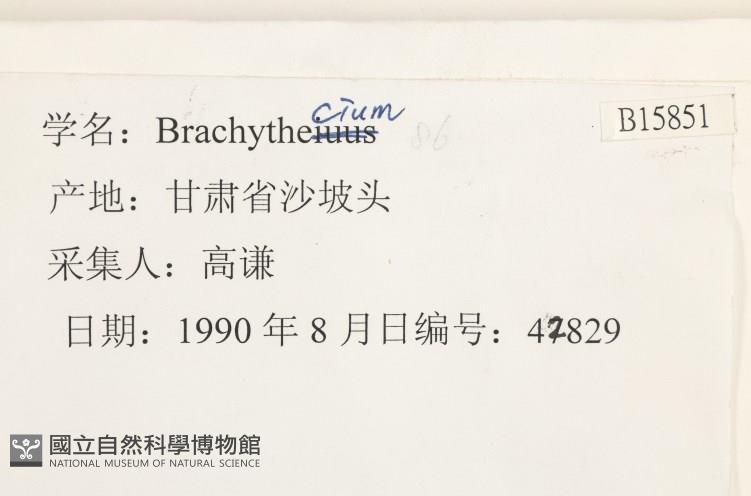 B15851
学名：Brachytheiuus cium
86
产地：甘肃省沙坡头
采集人：高谦
日期：1990 年 8 月日编号：42829
國立自然科學博物館
NATIONAL MUSEUM OF NATURAL SCIENCE